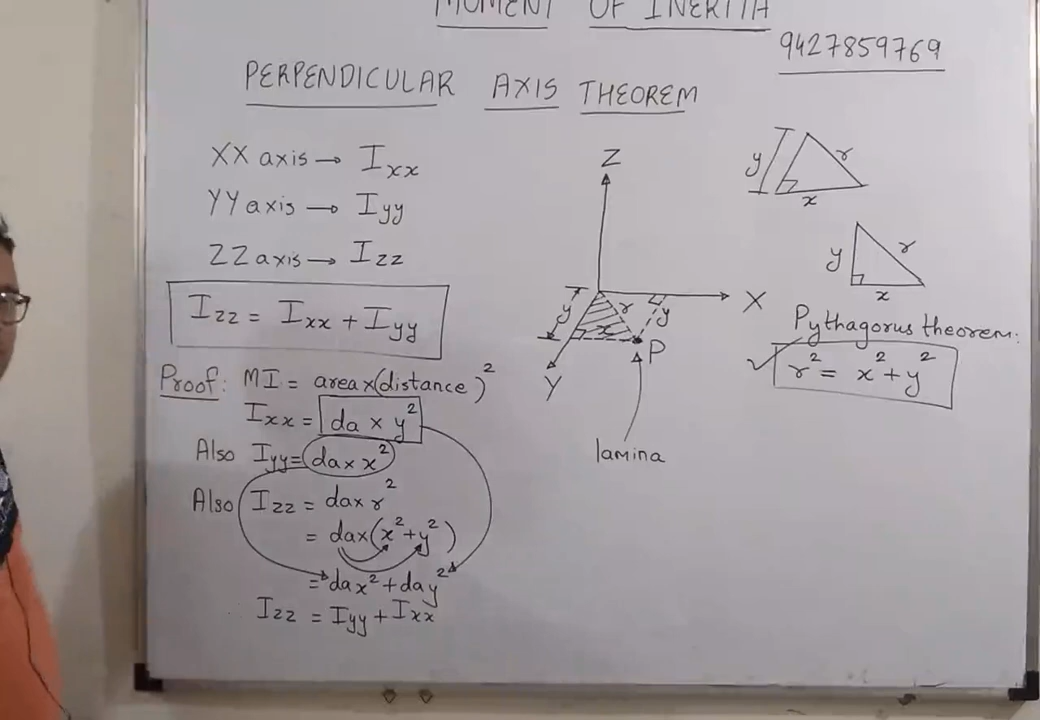 MOMENT OF INERTIA
9427859769
PERPENDICULAR AXIS THEOREM
XX axis → Ixx
YY axis → Iyy
ZZ axis → Izz
Izz = Ixx + Iyy
Proof: MI = area x (distance)²
Ixx = da x y²
Also Iyy = da x x²
Also Izz = da x r²
= da x (x² + y²)
= da x² + da y²
Izz = Iyy + Ixx
Z
X
Y
y
r
x
y
P
lamina
y
r
x
y
r
x
Pythagorus theorem:
r² = x² + y²